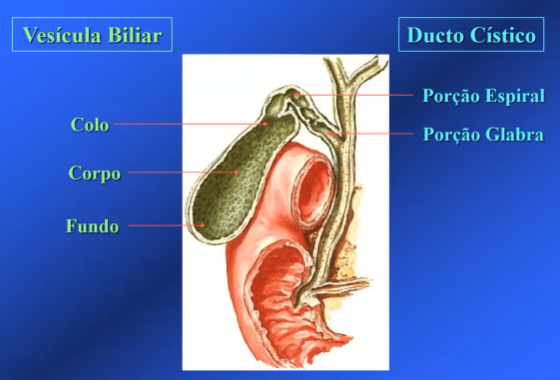 Vesícula Biliar
Ducto Cístico
Porção Espiral
Colo
Porção Glabra
Corpo
Fundo